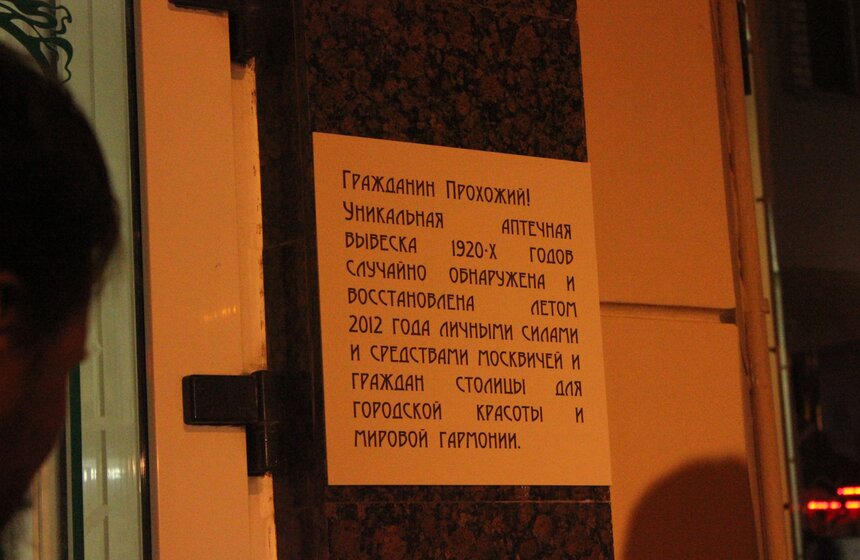 Гражданин Прохожий!
Уникальная аптечная
вывеска 1920-х годов
случайно обнаружена и
восстановлена летом
2012 года личными силами
и средствами москвичей и
граждан столицы для
городской красоты и
мировой гармонии.